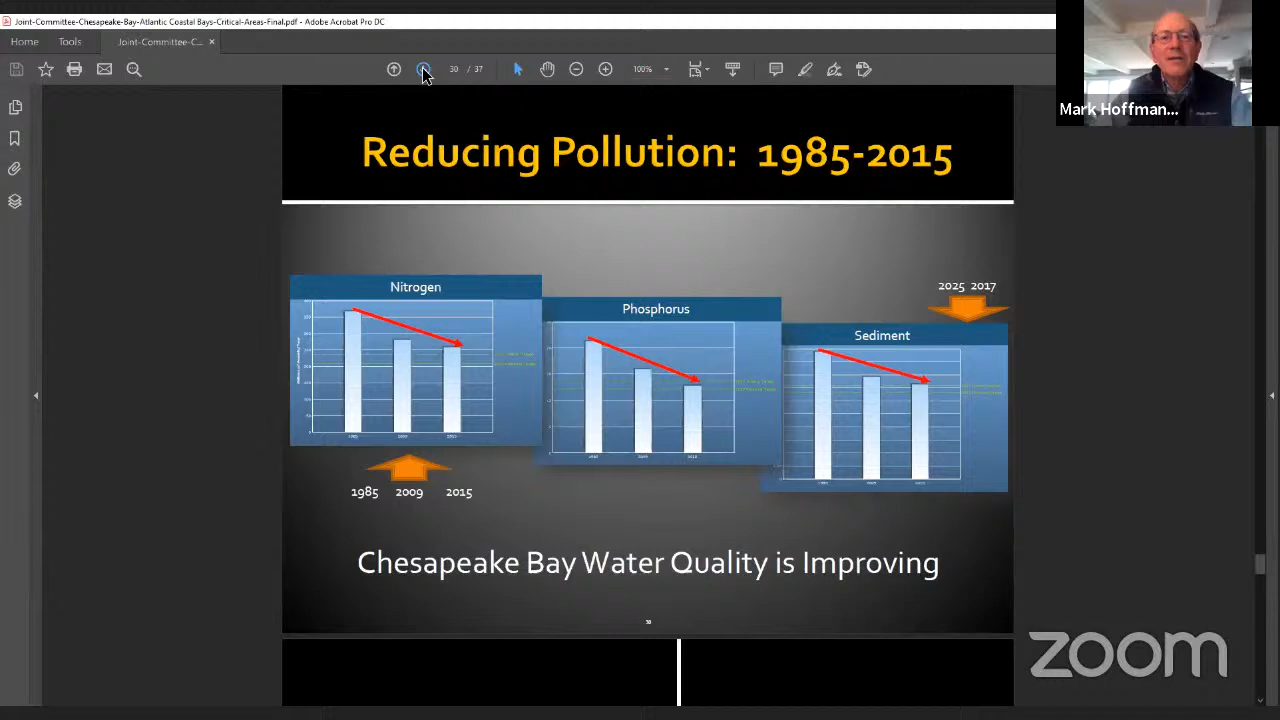 Joint-Committee-Chesapeake-Bay-Atlantic Coastal Bays-Critical-Areas-Final.pdf - Adobe Acrobat Pro DC
Home Tools Joint-Committee-C... ×
30 / 37 100%
Mark Hoffman...
Reducing Pollution: 1985-2015
Nitrogen
Phosphorus
2025 2017
Sediment
1985 2009 2015
Chesapeake Bay Water Quality is Improving
30
zoom